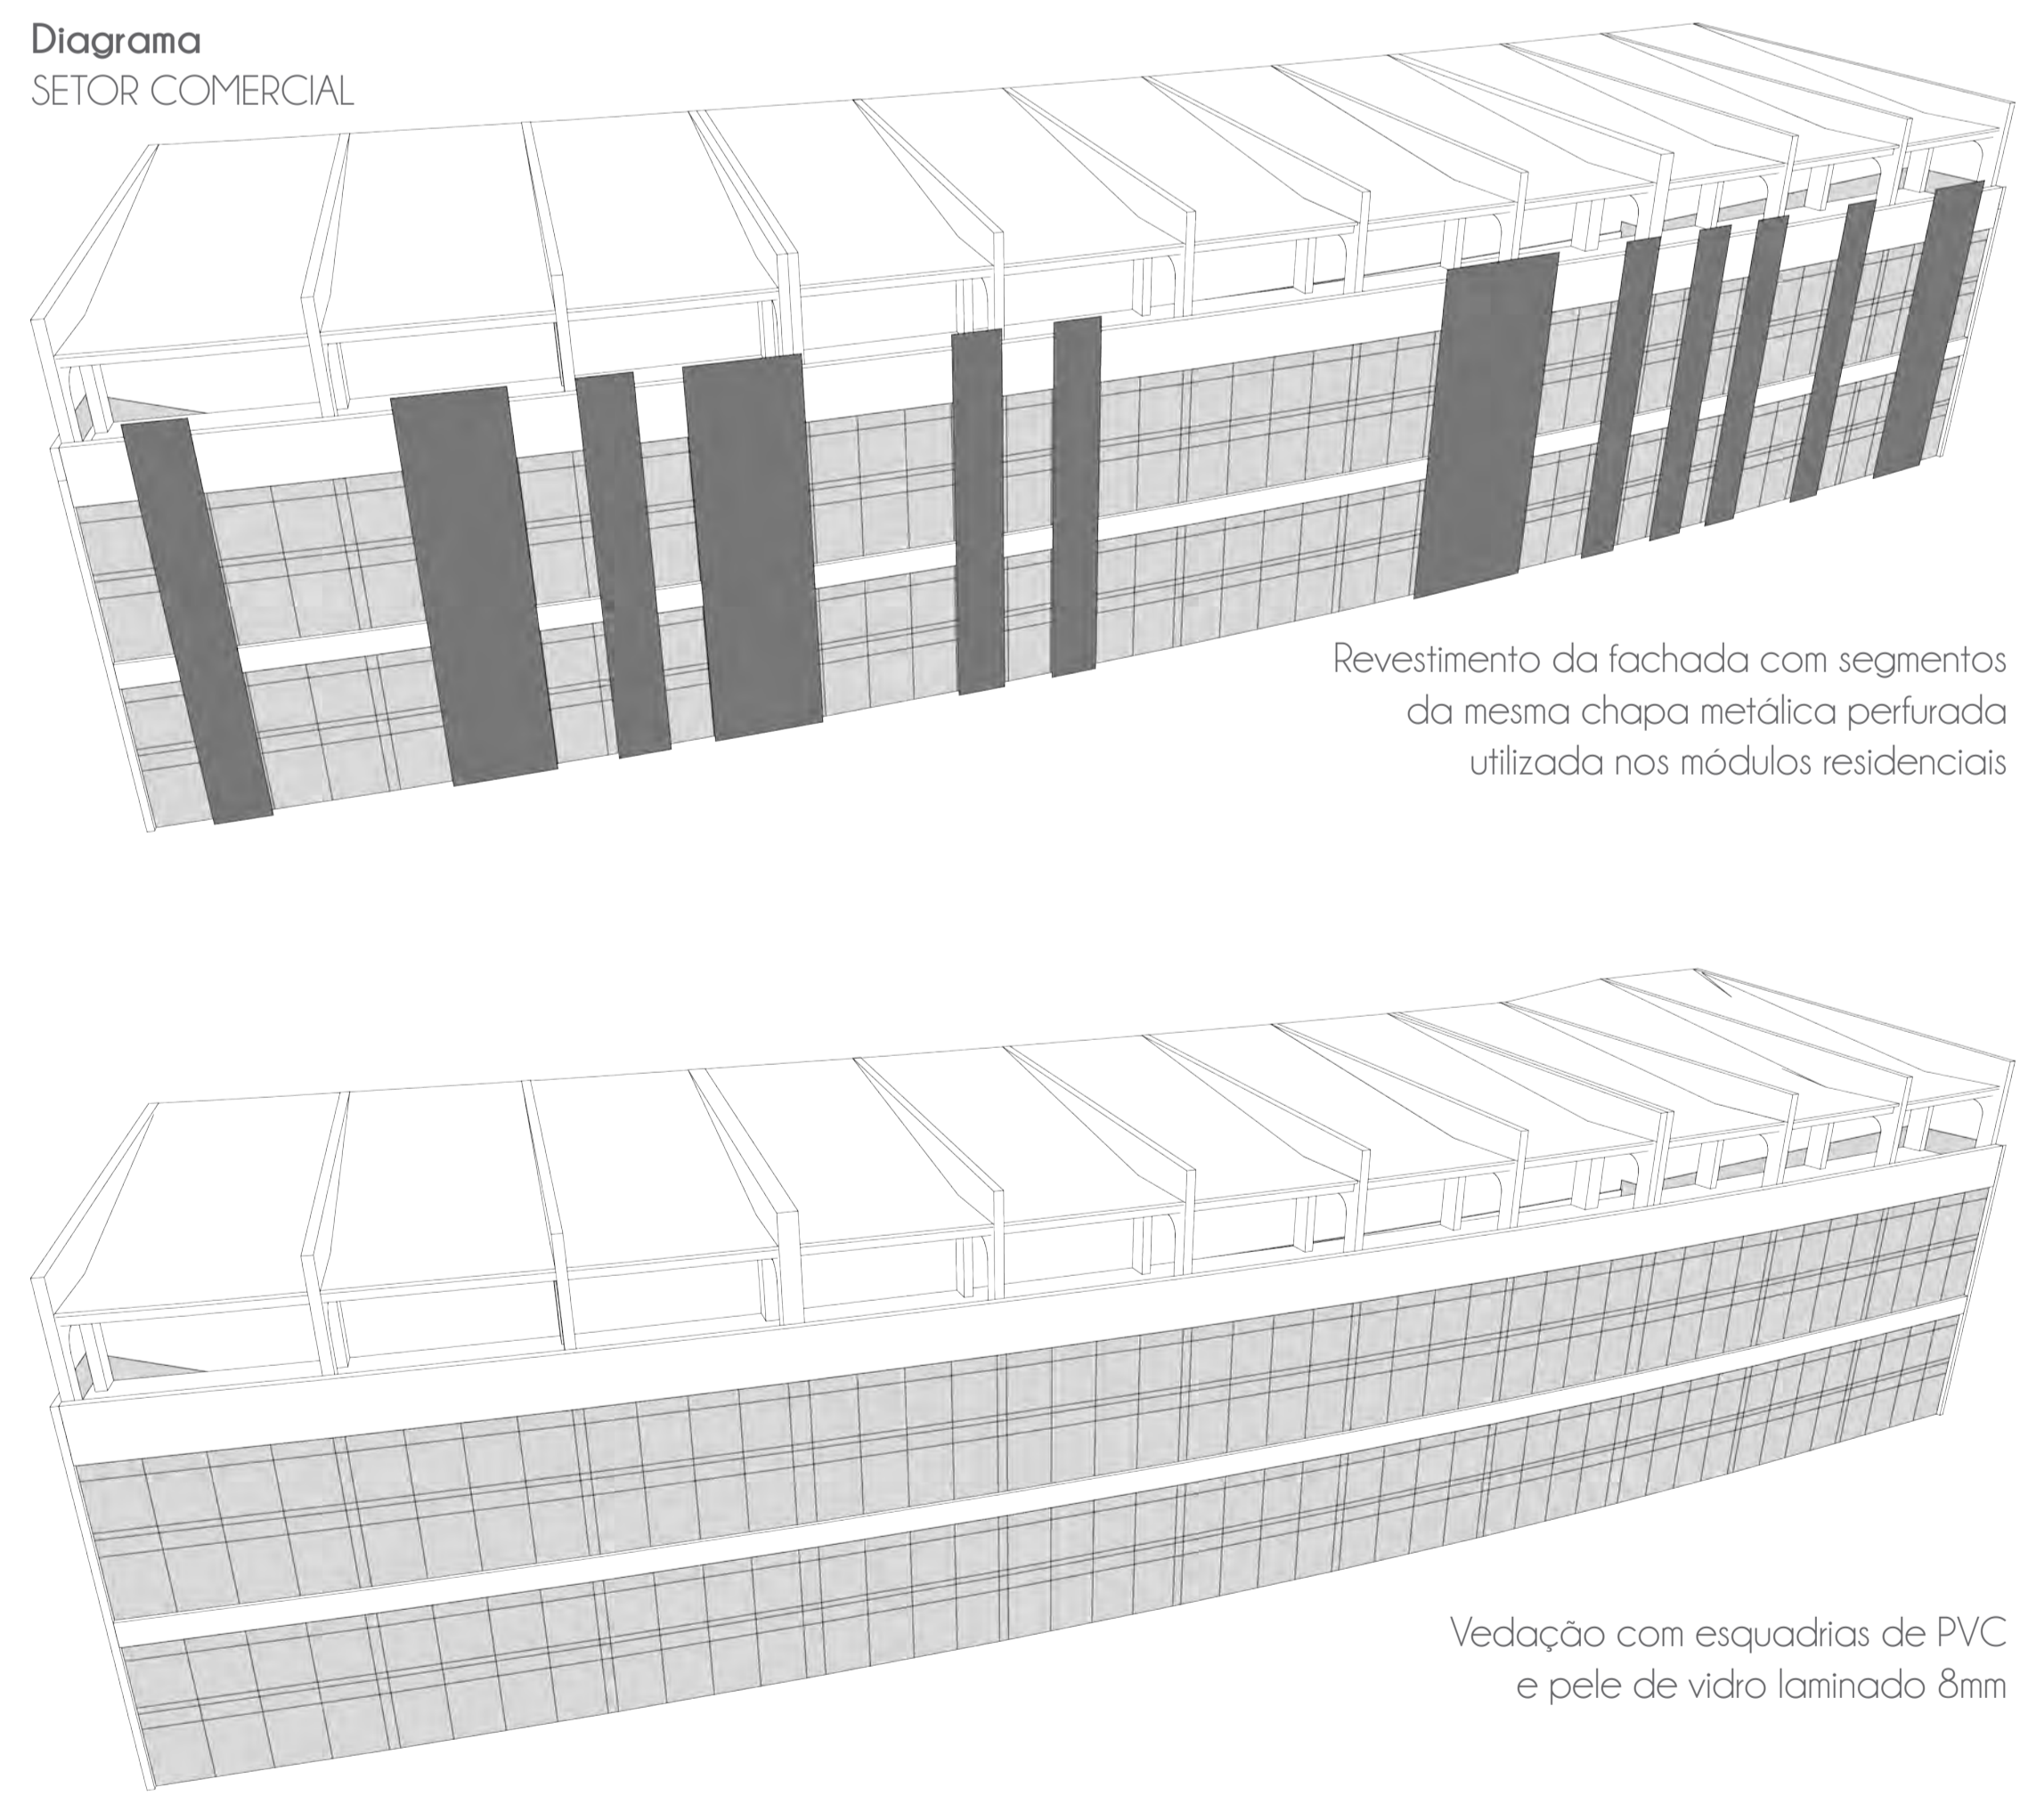 Diagrama
SETOR COMERCIAL
Revestimento da fachada com segmentos
da mesma chapa metálica perfurada
utilizada nos módulos residenciais
Vedação com esquadrias de PVC
e pele de vidro laminado 8mm